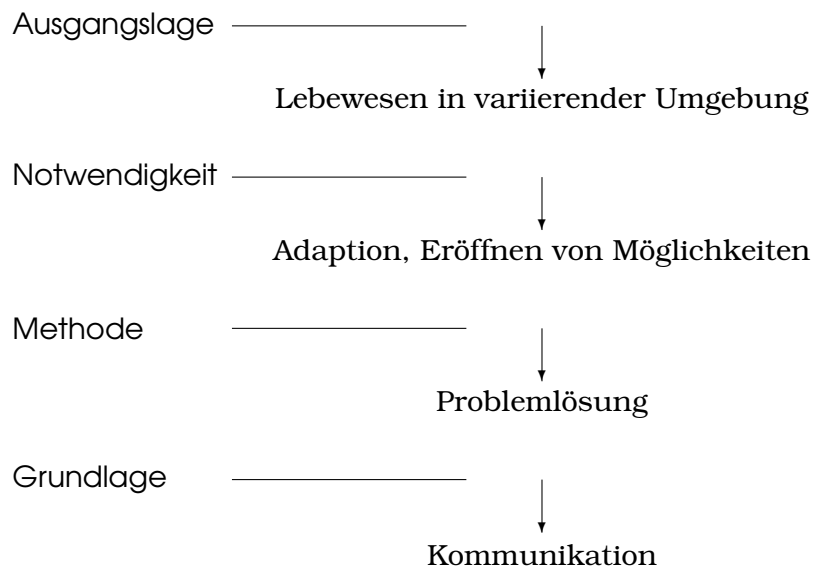 Ausgangslage
Lebewesen in variierender Umgebung
Notwendigkeit
Adaption, Eröffnen von Möglichkeiten
Methode
Problemlösung
Grundlage
Kommunikation